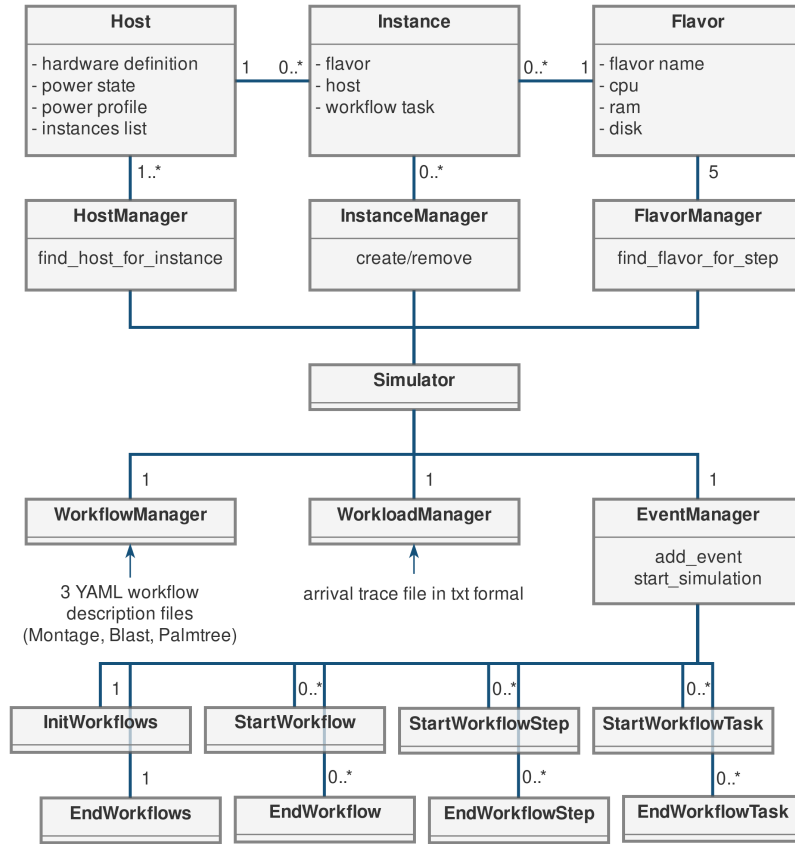 Host
Instance
Flavor
- hardware definition
- power state
- power profile
- instances list
1
0..*
- flavor
- host
- workflow task
0..*
1
- flavor name
- cpu
- ram
- disk
1..*
0..*
5
HostManager
InstanceManager
FlavorManager
find_host_for_instance
create/remove
find_flavor_for_step
Simulator
1
1
1
WorkflowManager
WorkloadManager
EventManager
add_event
start_simulation
3 YAML workflow
description files
(Montage, Blast, Palmtree)
arrival trace file in txt formal
1
0..*
0..*
0..*
InitWorkflows
StartWorkflow
StartWorkflowStep
StartWorkflowTask
1
0..*
0..*
0..*
EndWorkflows
EndWorkflow
EndWorkflowStep
EndWorkflowTask